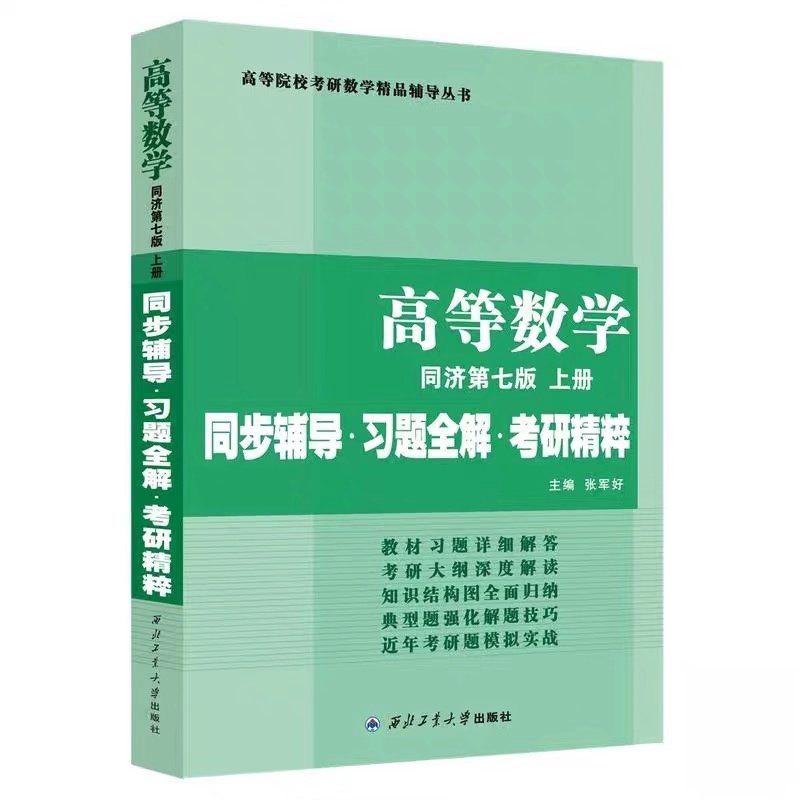 高等数学
同济第七版 上册
同步辅导·习题全解·考研精粹
西北工业大学出版社
高等院校考研数学精品辅导丛书
高等数学
同济第七版 上册
同步辅导·习题全解·考研精粹
主编 张军好
教材习题详细解答
考研大纲深度解读
知识结构图全面归纳
典型题强化解题技巧
近年考研题模拟实战
西北工业大学出版社